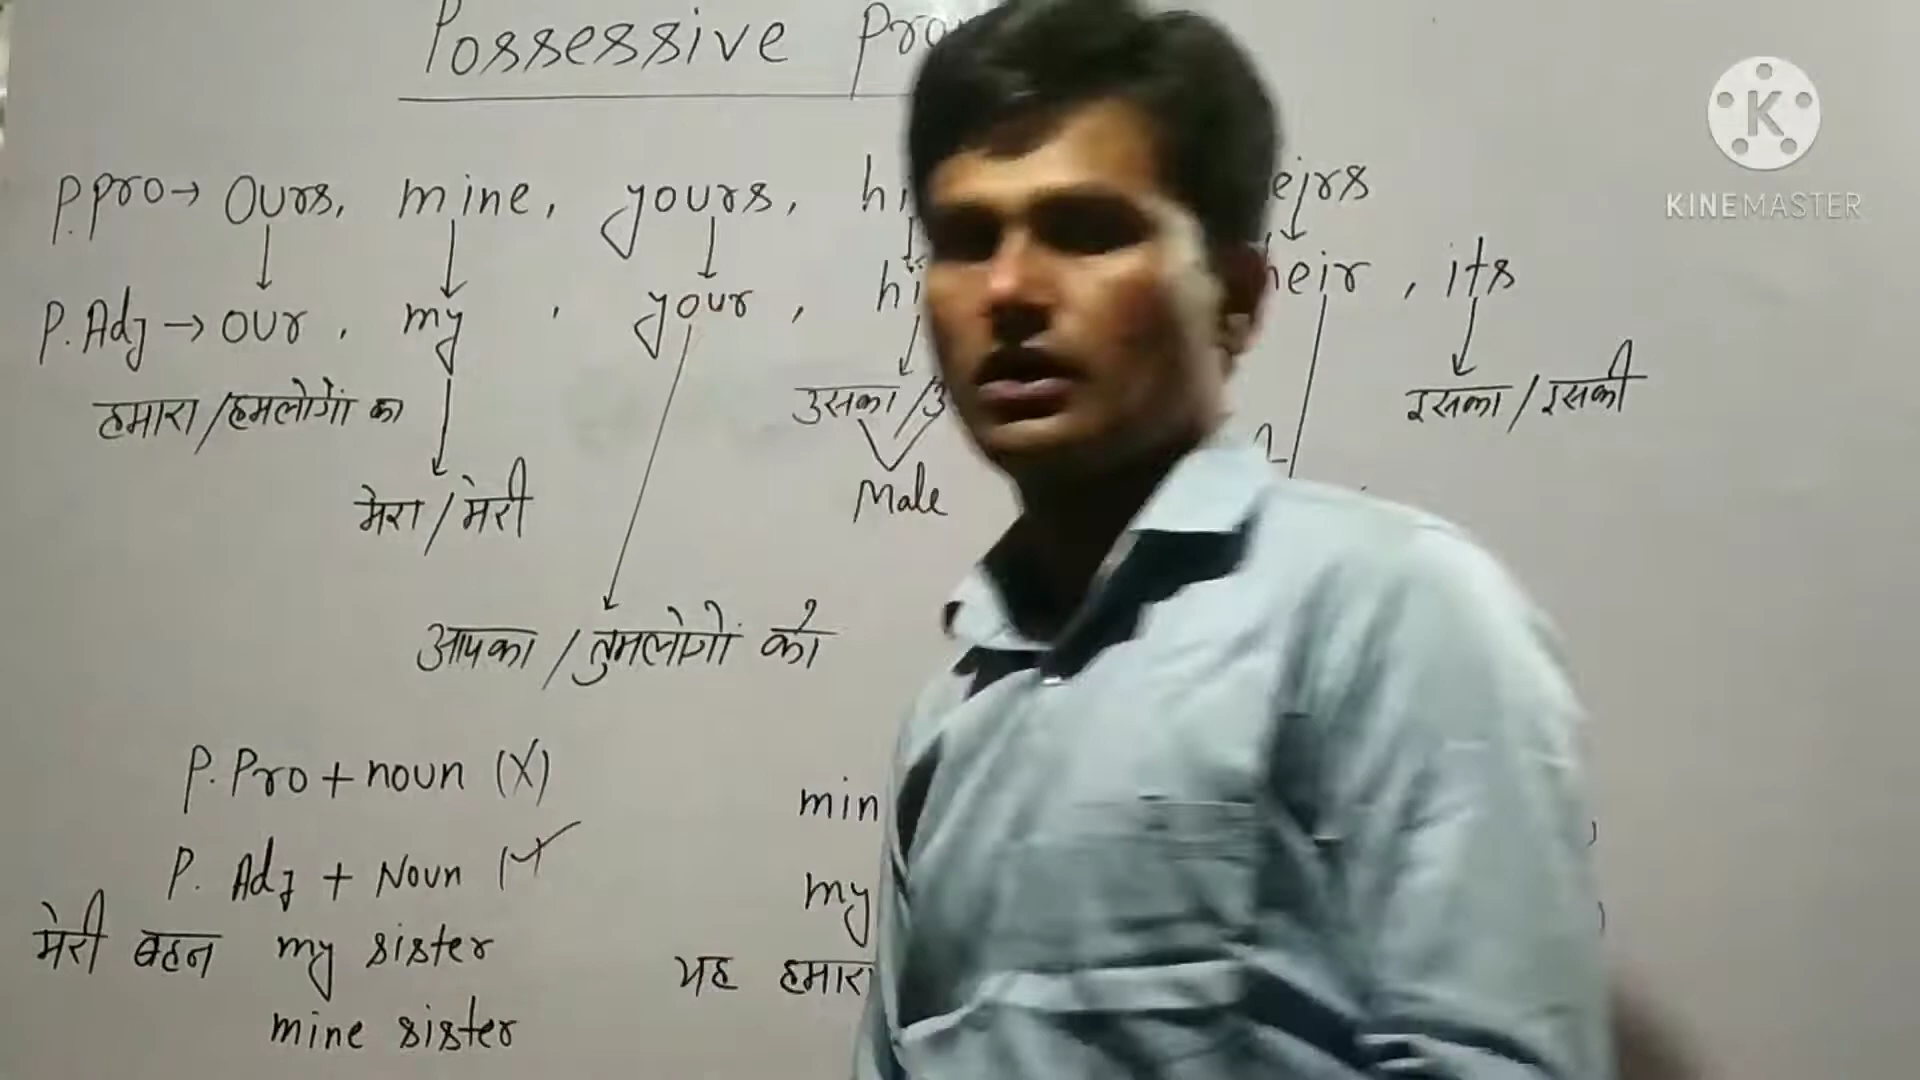 Possessive Pro
P.Pro→ Ours, mine, yours, hi eirs
P.Adj → our, my, your, hi heir, its
हमारा/हमलोगों का
उसका/उ
इसका/इसकी
मेरा/मेरी
Male
आपका/तुमलोगों का
P.Pro + noun (X)
P. Adj + Noun (✓)
मेरी बहन my sister
mine sister
min
my
यह हमारा
K
KINEMASTER